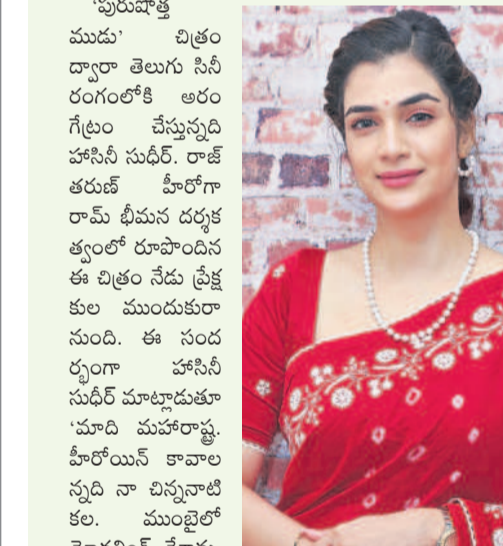 ‘పురుషోత్త
ముడు’ చిత్రం
ద్వారా తెలుగు సినీ
రంగంలోకి అరం
గేట్రం చేస్తున్నది
హాసినీ సుధీర్. రాజ్
తరుణ్ హీరోగా
రామ్ భీమన దర్శక
త్వంలో రూపొందిన
ఈ చిత్రం నేడు ప్రేక్ష
కుల ముందుకురా
నుంది. ఈ సంద
ర్భంగా హాసినీ
సుధీర్ మాట్లాడుతూ
‘మాది మహారాష్ట్ర.
హీరోయిన్ కావాల
న్నది నా చిన్ననాటి
కల. ముంబైలో